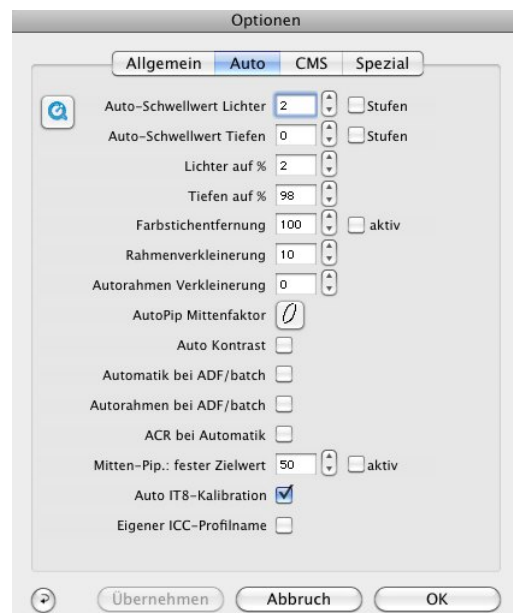 Optionen
Allgemein Auto CMS Spezial
Auto-Schwellwert Lichter 2 Stufen
Auto-Schwellwert Tiefen 0 Stufen
Lichter auf % 2
Tiefen auf % 98
Farbstichentfernung 100 aktiv
Rahmenverkleinerung 10
Autorahmen Verkleinerung 0
AutoPip Mittenfaktor
Auto Kontrast
Automatik bei ADF/batch
Autorahmen bei ADF/batch
ACR bei Automatik
Mitten-Pip.: fester Zielwert 50 aktiv
Auto IT8-Kalibration
Eigener ICC-Profilname
Übernehmen Abbruch OK